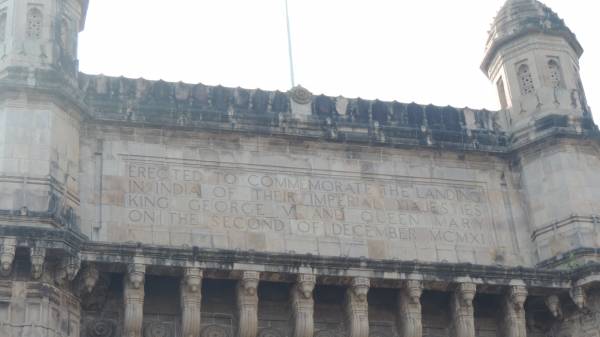 ERECTED TO COMMEMORATE THE LANDING
IN INDIA OF THEIR IMPERIAL MAJESTIES
KING GEORGE V AND QUEEN MARY
ON THE SECOND OF DECEMBER MCMXI